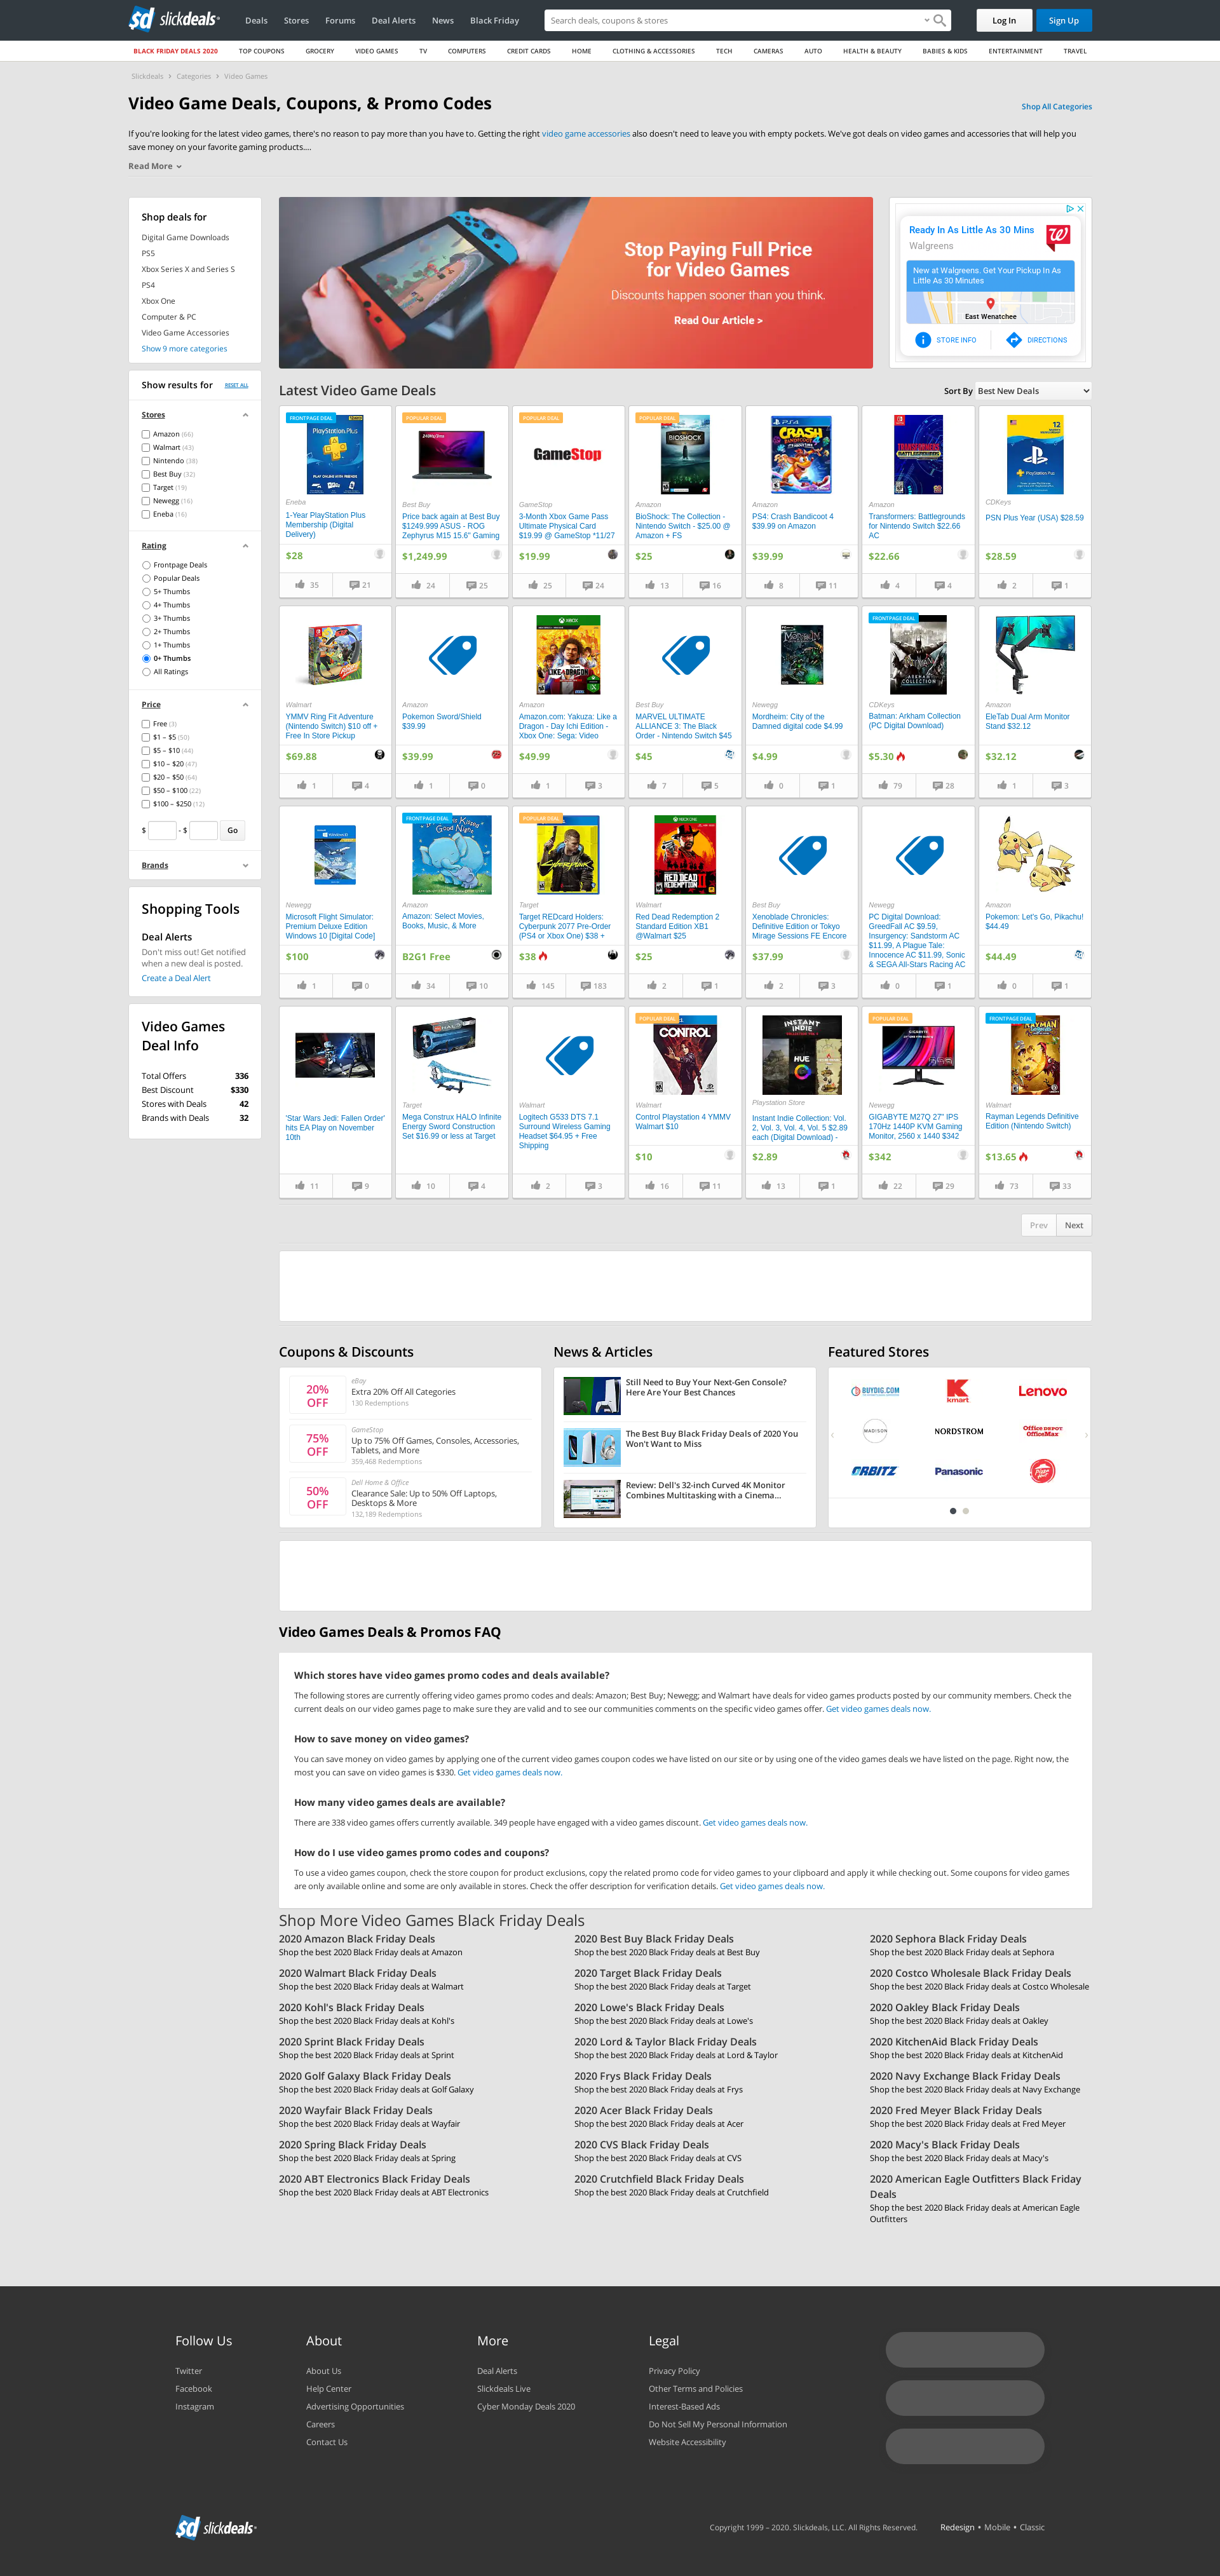 slickdeals
Deals Stores Forums Deal Alerts News Black Friday
Search deals, coupons & stores
Log In Sign Up
BLACK FRIDAY DEALS 2020 TOP COUPONS GROCERY VIDEO GAMES TV COMPUTERS CREDIT CARDS HOME CLOTHING & ACCESSORIES TECH CAMERAS AUTO HEALTH & BEAUTY BABIES & KIDS ENTERTAINMENT TRAVEL
Slickdeals › Categories › Video Games
Video Game Deals, Coupons, & Promo Codes
Shop All Categories
If you're looking for the latest video games, there's no reason to pay more than you have to. Getting the right video game accessories also doesn't need to leave you with empty pockets. We've got deals on video games and accessories that will help you
save money on your favorite gaming products....
Read More
Shop deals for
Digital Game Downloads
PS5
Xbox Series X and Series S
PS4
Xbox One
Computer & PC
Video Game Accessories
Show 9 more categories
Show results for RESET ALL
Stores
Amazon (66)
Walmart (43)
Nintendo (38)
Best Buy (32)
Target (19)
Newegg (16)
Eneba (16)
Rating
Frontpage Deals
Popular Deals
5+ Thumbs
4+ Thumbs
3+ Thumbs
2+ Thumbs
1+ Thumbs
0+ Thumbs
All Ratings
Price
Free (3)
$1 – $5 (50)
$5 – $10 (44)
$10 – $20 (47)
$20 – $50 (64)
$50 – $100 (22)
$100 – $250 (12)
$ - $ Go
Brands
Shopping Tools
Deal Alerts
Don't miss out! Get notified
when a new deal is posted.
Create a Deal Alert
Video Games
Deal Info
Total Offers 336
Best Discount $330
Stores with Deals 42
Brands with Deals 32
Stop Paying Full Price
for Video Games
Discounts happen sooner than you think.
Read Our Article >
Ready In As Little As 30 Mins
Walgreens
New at Walgreens. Get Your Pickup In As
Little As 30 Minutes
East Wenatchee
STORE INFO DIRECTIONS
Latest Video Game Deals
Sort By Best New Deals
FRONTPAGE DEAL
PlayStation Plus
Eneba
1-Year PlayStation Plus
Membership (Digital
Delivery)
$28
35 21
POPULAR DEAL
Best Buy
Price back again at Best Buy
$1249.999 ASUS - ROG
Zephyrus M15 15.6" Gaming
$1,249.99
24 25
POPULAR DEAL
GameStop
GameStop
3-Month Xbox Game Pass
Ultimate Physical Card
$19.99 @ GameStop *11/27
$19.99
25 24
POPULAR DEAL
BIOSHOCK
Amazon
BioShock: The Collection -
Nintendo Switch - $25.00 @
Amazon + FS
$25
13 16
PS4
CRASH
Amazon
PS4: Crash Bandicoot 4
$39.99 on Amazon
$39.99
8 11
TRANSFORMERS
BATTLEGROUNDS
Amazon
Transformers: Battlegrounds
for Nintendo Switch $22.66
AC
$22.66
4 4
12
PlayStation Plus
CDKeys
PSN Plus Year (USA) $28.59
$28.59
2 1
Walmart
YMMV Ring Fit Adventure
(Nintendo Switch) $10 off +
Free In Store Pickup
$69.88
1 4
Amazon
Pokemon Sword/Shield
$39.99
$39.99
1 0
XBOX
LIKE A DRAGON
Amazon
Amazon.com: Yakuza: Like a
Dragon - Day Ichi Edition -
Xbox One: Sega: Video
$49.99
1 3
Best Buy
MARVEL ULTIMATE
ALLIANCE 3: The Black
Order - Nintendo Switch $45
$45
7 5
MORDHEIM
Newegg
Mordheim: City of the
Damned digital code $4.99
$4.99
0 1
FRONTPAGE DEAL
BATMAN
ARKHAM
COLLECTION
CDKeys
Batman: Arkham Collection
(PC Digital Download)
$5.30
79 28
Amazon
EleTab Dual Arm Monitor
Stand $32.12
$32.12
1 3
Newegg
Microsoft Flight Simulator:
Premium Deluxe Edition
Windows 10 [Digital Code]
$100
1 0
FRONTPAGE DEAL
Kissed
Good Night
Amazon
Amazon: Select Movies,
Books, Music, & More
B2G1 Free
34 10
POPULAR DEAL
Cyberpunk
Target
Target REDcard Holders:
Cyberpunk 2077 Pre-Order
(PS4 or Xbox One) $38 +
$38
145 183
XBOX ONE
RED DEAD
REDEMPTION II
Walmart
Red Dead Redemption 2
Standard Edition XB1
@Walmart $25
$25
2 1
Best Buy
Xenoblade Chronicles:
Definitive Edition or Tokyo
Mirage Sessions FE Encore
$37.99
2 3
Newegg
PC Digital Download:
GreedFall AC $9.59,
Insurgency: Sandstorm AC
$11.99, A Plague Tale:
Innocence AC $11.99, Sonic
& SEGA All-Stars Racing AC
0 1
Amazon
Pokemon: Let's Go, Pikachu!
$44.49
$44.49
0 1
'Star Wars Jedi: Fallen Order'
hits EA Play on November
10th
11 9
HALO
Target
Mega Construx HALO Infinite
Energy Sword Construction
Set $16.99 or less at Target
10 4
Walmart
Logitech G533 DTS 7.1
Surround Wireless Gaming
Headset $64.95 + Free
Shipping
2 3
POPULAR DEAL
CONTROL
Walmart
Control Playstation 4 YMMV
Walmart $10
$10
16 11
INSTANT
INDIE
HUE
Playstation Store
Instant Indie Collection: Vol.
2, Vol. 3, Vol. 4, Vol. 5 $2.89
each (Digital Download) -
$2.89
13 1
POPULAR DEAL
GIGABYTE
Newegg
GIGABYTE M27Q 27" IPS
170Hz 1440P KVM Gaming
Monitor, 2560 x 1440 $342
$342
22 29
FRONTPAGE DEAL
RAYMAN
LEGENDS
Walmart
Rayman Legends Definitive
Edition (Nintendo Switch)
$13.65
73 33
Prev Next
Coupons & Discounts
20%
OFF
eBay
Extra 20% Off All Categories
130 Redemptions
75%
OFF
GameStop
Up to 75% Off Games, Consoles, Accessories,
Tablets, and More
359,468 Redemptions
50%
OFF
Dell Home & Office
Clearance Sale: Up to 50% Off Laptops,
Desktops & More
132,189 Redemptions
News & Articles
Still Need to Buy Your Next-Gen Console?
Here Are Your Best Chances
The Best Buy Black Friday Deals of 2020 You
Won't Want to Miss
Review: Dell's 32-inch Curved 4K Monitor
Combines Multitasking with a Cinema...
Featured Stores
BUYDIG.COM kmart Lenovo
MADISON NORDSTROM Office DEPOT OfficeMax
ORBITZ Panasonic Pizza Hut
Video Games Deals & Promos FAQ
Which stores have video games promo codes and deals available?
The following stores are currently offering video games promo codes and deals: Amazon; Best Buy; Newegg; and Walmart have deals for video games products posted by our community members. Check the
current deals on our video games page to make sure they are valid and to see our communities comments on the specific video games offer. Get video games deals now.
How to save money on video games?
You can save money on video games by applying one of the current video games coupon codes we have listed on our site or by using one of the video games deals we have listed on the page. Right now, the
most you can save on video games is $330. Get video games deals now.
How many video games deals are available?
There are 338 video games offers currently available. 349 people have engaged with a video games discount. Get video games deals now.
How do I use video games promo codes and coupons?
To use a video games coupon, check the store coupon for product exclusions, copy the related promo code for video games to your clipboard and apply it while checking out. Some coupons for video games
are only available online and some are only available in stores. Check the offer description for verification details. Get video games deals now.
Shop More Video Games Black Friday Deals
2020 Amazon Black Friday Deals
Shop the best 2020 Black Friday deals at Amazon
2020 Best Buy Black Friday Deals
Shop the best 2020 Black Friday deals at Best Buy
2020 Sephora Black Friday Deals
Shop the best 2020 Black Friday deals at Sephora
2020 Walmart Black Friday Deals
Shop the best 2020 Black Friday deals at Walmart
2020 Target Black Friday Deals
Shop the best 2020 Black Friday deals at Target
2020 Costco Wholesale Black Friday Deals
Shop the best 2020 Black Friday deals at Costco Wholesale
2020 Kohl's Black Friday Deals
Shop the best 2020 Black Friday deals at Kohl's
2020 Lowe's Black Friday Deals
Shop the best 2020 Black Friday deals at Lowe's
2020 Oakley Black Friday Deals
Shop the best 2020 Black Friday deals at Oakley
2020 Sprint Black Friday Deals
Shop the best 2020 Black Friday deals at Sprint
2020 Lord & Taylor Black Friday Deals
Shop the best 2020 Black Friday deals at Lord & Taylor
2020 KitchenAid Black Friday Deals
Shop the best 2020 Black Friday deals at KitchenAid
2020 Golf Galaxy Black Friday Deals
Shop the best 2020 Black Friday deals at Golf Galaxy
2020 Frys Black Friday Deals
Shop the best 2020 Black Friday deals at Frys
2020 Navy Exchange Black Friday Deals
Shop the best 2020 Black Friday deals at Navy Exchange
2020 Wayfair Black Friday Deals
Shop the best 2020 Black Friday deals at Wayfair
2020 Acer Black Friday Deals
Shop the best 2020 Black Friday deals at Acer
2020 Fred Meyer Black Friday Deals
Shop the best 2020 Black Friday deals at Fred Meyer
2020 Spring Black Friday Deals
Shop the best 2020 Black Friday deals at Spring
2020 CVS Black Friday Deals
Shop the best 2020 Black Friday deals at CVS
2020 Macy's Black Friday Deals
Shop the best 2020 Black Friday deals at Macy's
2020 ABT Electronics Black Friday Deals
Shop the best 2020 Black Friday deals at ABT Electronics
2020 Crutchfield Black Friday Deals
Shop the best 2020 Black Friday deals at Crutchfield
2020 American Eagle Outfitters Black Friday
Deals
Shop the best 2020 Black Friday deals at American Eagle
Outfitters
Follow Us
Twitter
Facebook
Instagram
About
About Us
Help Center
Advertising Opportunities
Careers
Contact Us
More
Deal Alerts
Slickdeals Live
Cyber Monday Deals 2020
Legal
Privacy Policy
Other Terms and Policies
Interest-Based Ads
Do Not Sell My Personal Information
Website Accessibility
slickdeals
Copyright 1999 – 2020. Slickdeals, LLC. All Rights Reserved. Redesign • Mobile • Classic